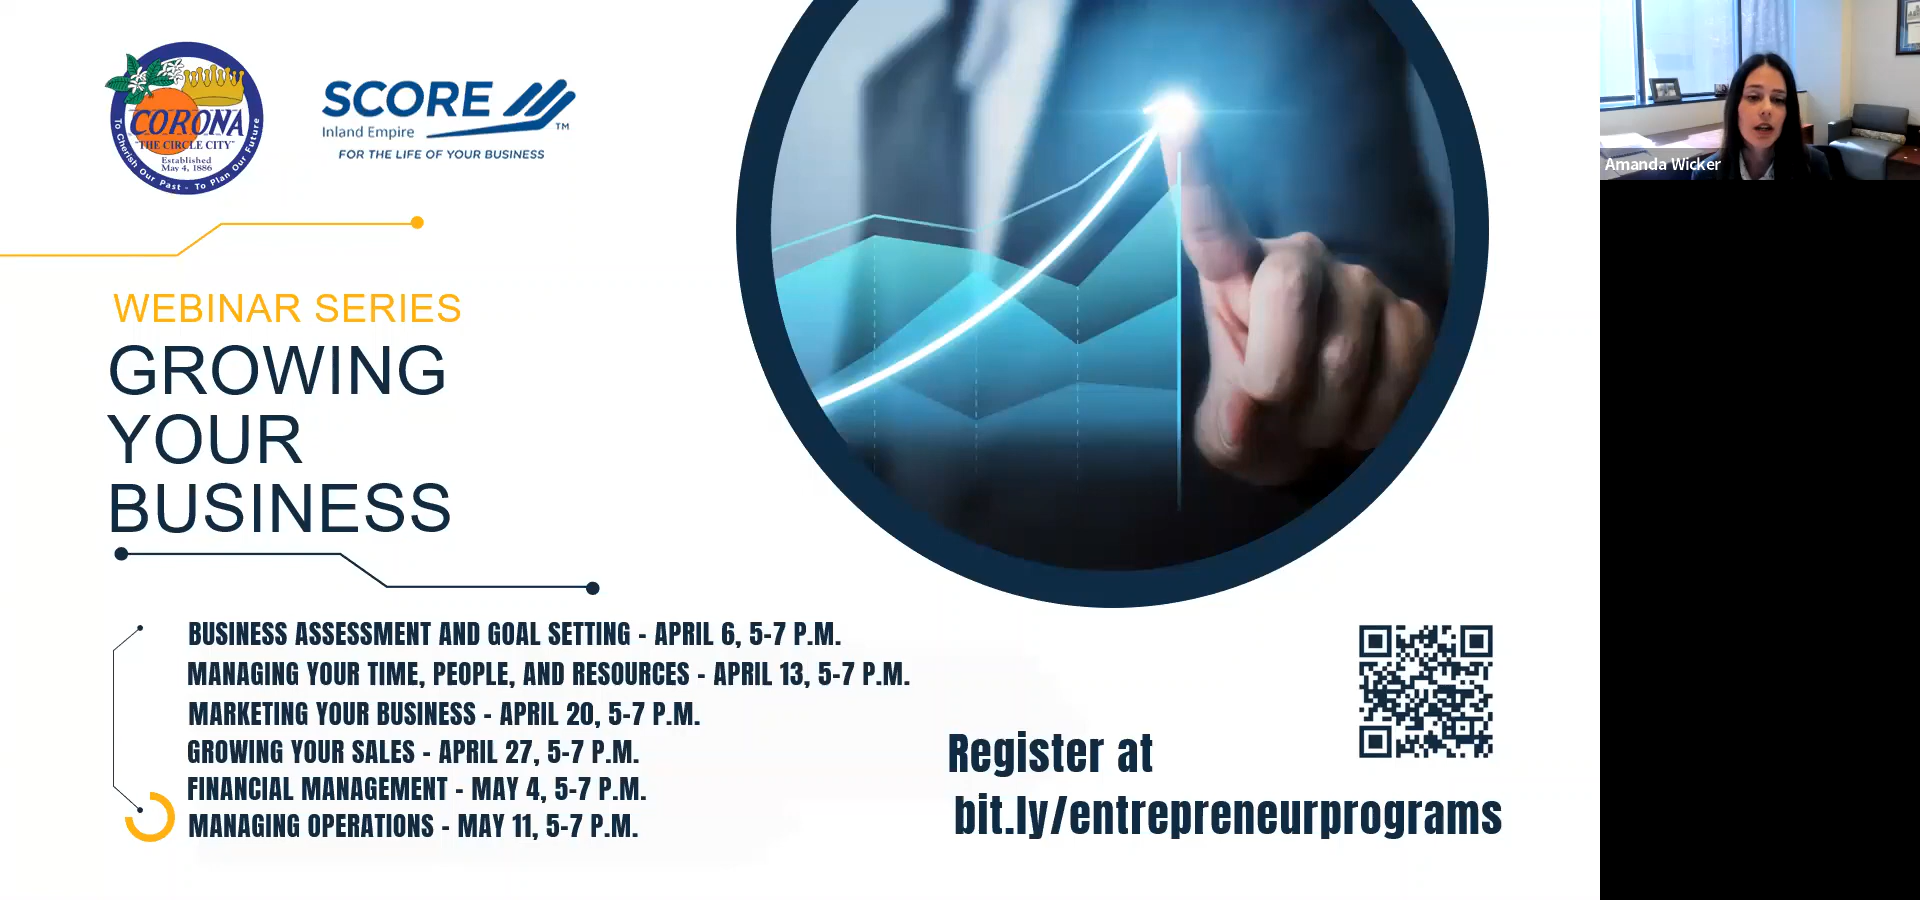 CORONA
"THE CIRCLE CITY"
Established
May 4, 1886
To Cherish Our Past - To Plan Our Future
SCORE
Inland Empire
TM
FOR THE LIFE OF YOUR BUSINESS
Amanda Wicker
WEBINAR SERIES
GROWING
YOUR
BUSINESS
BUSINESS ASSESSMENT AND GOAL SETTING - APRIL 6, 5-7 P.M.
MANAGING YOUR TIME, PEOPLE, AND RESOURCES - APRIL 13, 5-7 P.M.
MARKETING YOUR BUSINESS - APRIL 20, 5-7 P.M.
GROWING YOUR SALES - APRIL 27, 5-7 P.M.
FINANCIAL MANAGEMENT - MAY 4, 5-7 P.M.
MANAGING OPERATIONS - MAY 11, 5-7 P.M.
Register at
bit.ly/entrepreneurprograms